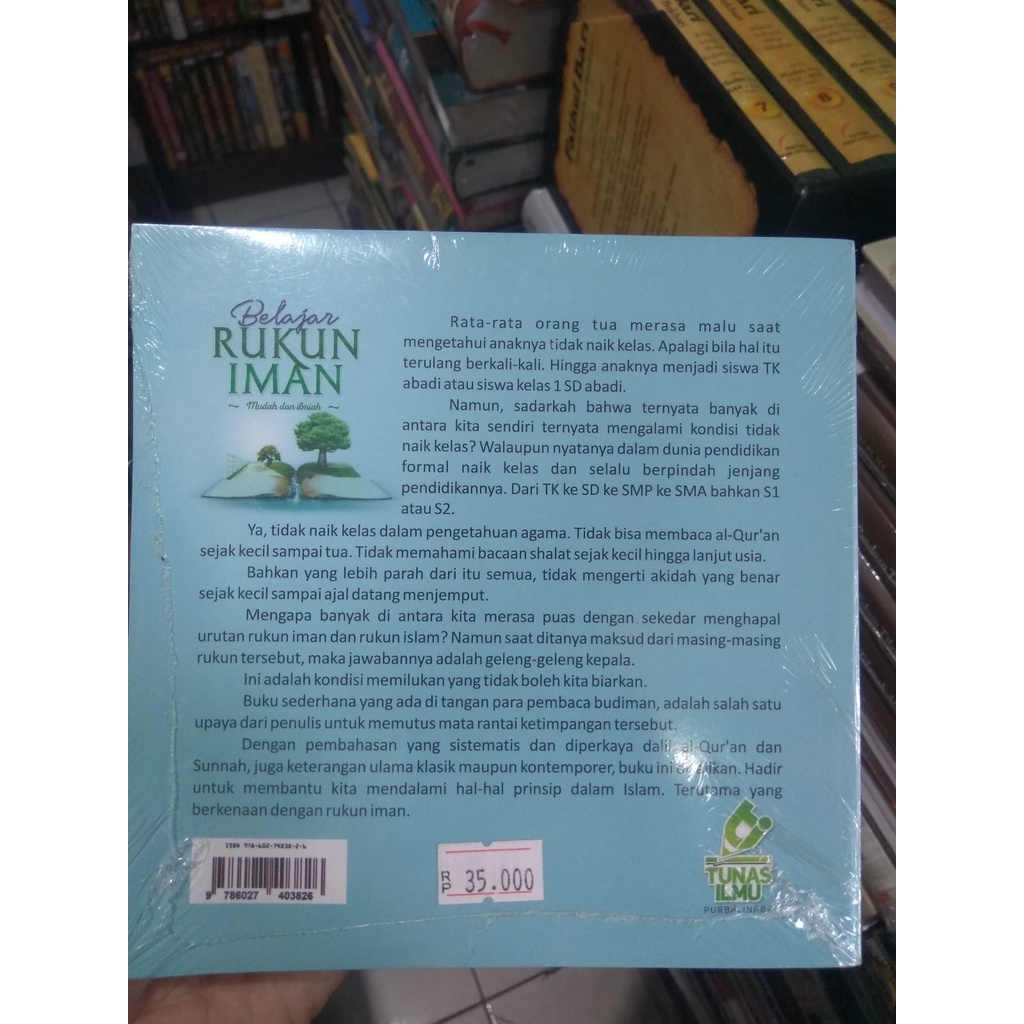 Fathul Bari
7
8
Belajar
RUKUN
IMAN
~ Mudah dan ilmiah ~
Rata-rata orang tua merasa malu saat
mengetahui anaknya tidak naik kelas. Apalagi bila hal itu
terulang berkali-kali. Hingga anaknya menjadi siswa TK
abadi atau siswa kelas 1 SD abadi.
Namun, sadarkah bahwa ternyata banyak di
antara kita sendiri ternyata mengalami kondisi tidak
naik kelas? Walaupun nyatanya dalam dunia pendidikan
formal naik kelas dan selalu berpindah jenjang
pendidikannya. Dari TK ke SD ke SMP ke SMA bahkan S1
atau S2.
Ya, tidak naik kelas dalam pengetahuan agama. Tidak bisa membaca al-Qur'an
sejak kecil sampai tua. Tidak memahami bacaan shalat sejak kecil hingga lanjut usia.
Bahkan yang lebih parah dari itu semua, tidak mengerti akidah yang benar
sejak kecil sampai ajal datang menjemput.
Mengapa banyak di antara kita merasa puas dengan sekedar menghapal
urutan rukun iman dan rukun islam? Namun saat ditanya maksud dari masing-masing
rukun tersebut, maka jawabannya adalah geleng-geleng kepala.
Ini adalah kondisi memilukan yang tidak boleh kita biarkan.
Buku sederhana yang ada di tangan para pembaca budiman, adalah salah satu
upaya dari penulis untuk memutus mata rantai ketimpangan tersebut.
Dengan pembahasan yang sistematis dan diperkaya dalil al-Qur'an dan
Sunnah, juga keterangan ulama klasik maupun kontemporer, buku ini disajikan. Hadir
untuk membantu kita mendalami hal-hal prinsip dalam Islam. Terutama yang
berkenaan dengan rukun iman.
ISBN 978-602-74038-2-6
9 786027 403826
RP 35.000
TUNAS
ILMU
PURBALINGGA